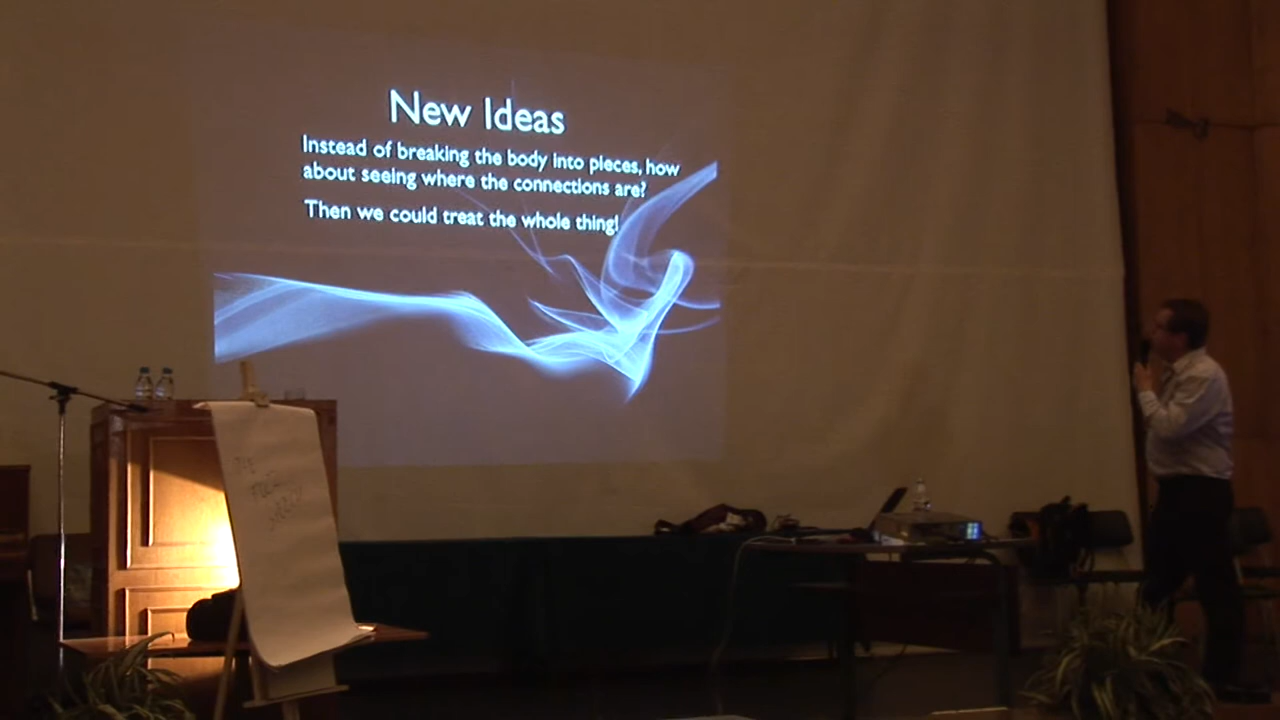 New Ideas
Instead of breaking the body into pieces, how
about seeing where the connections are?
Then we could treat the whole thing!
THE